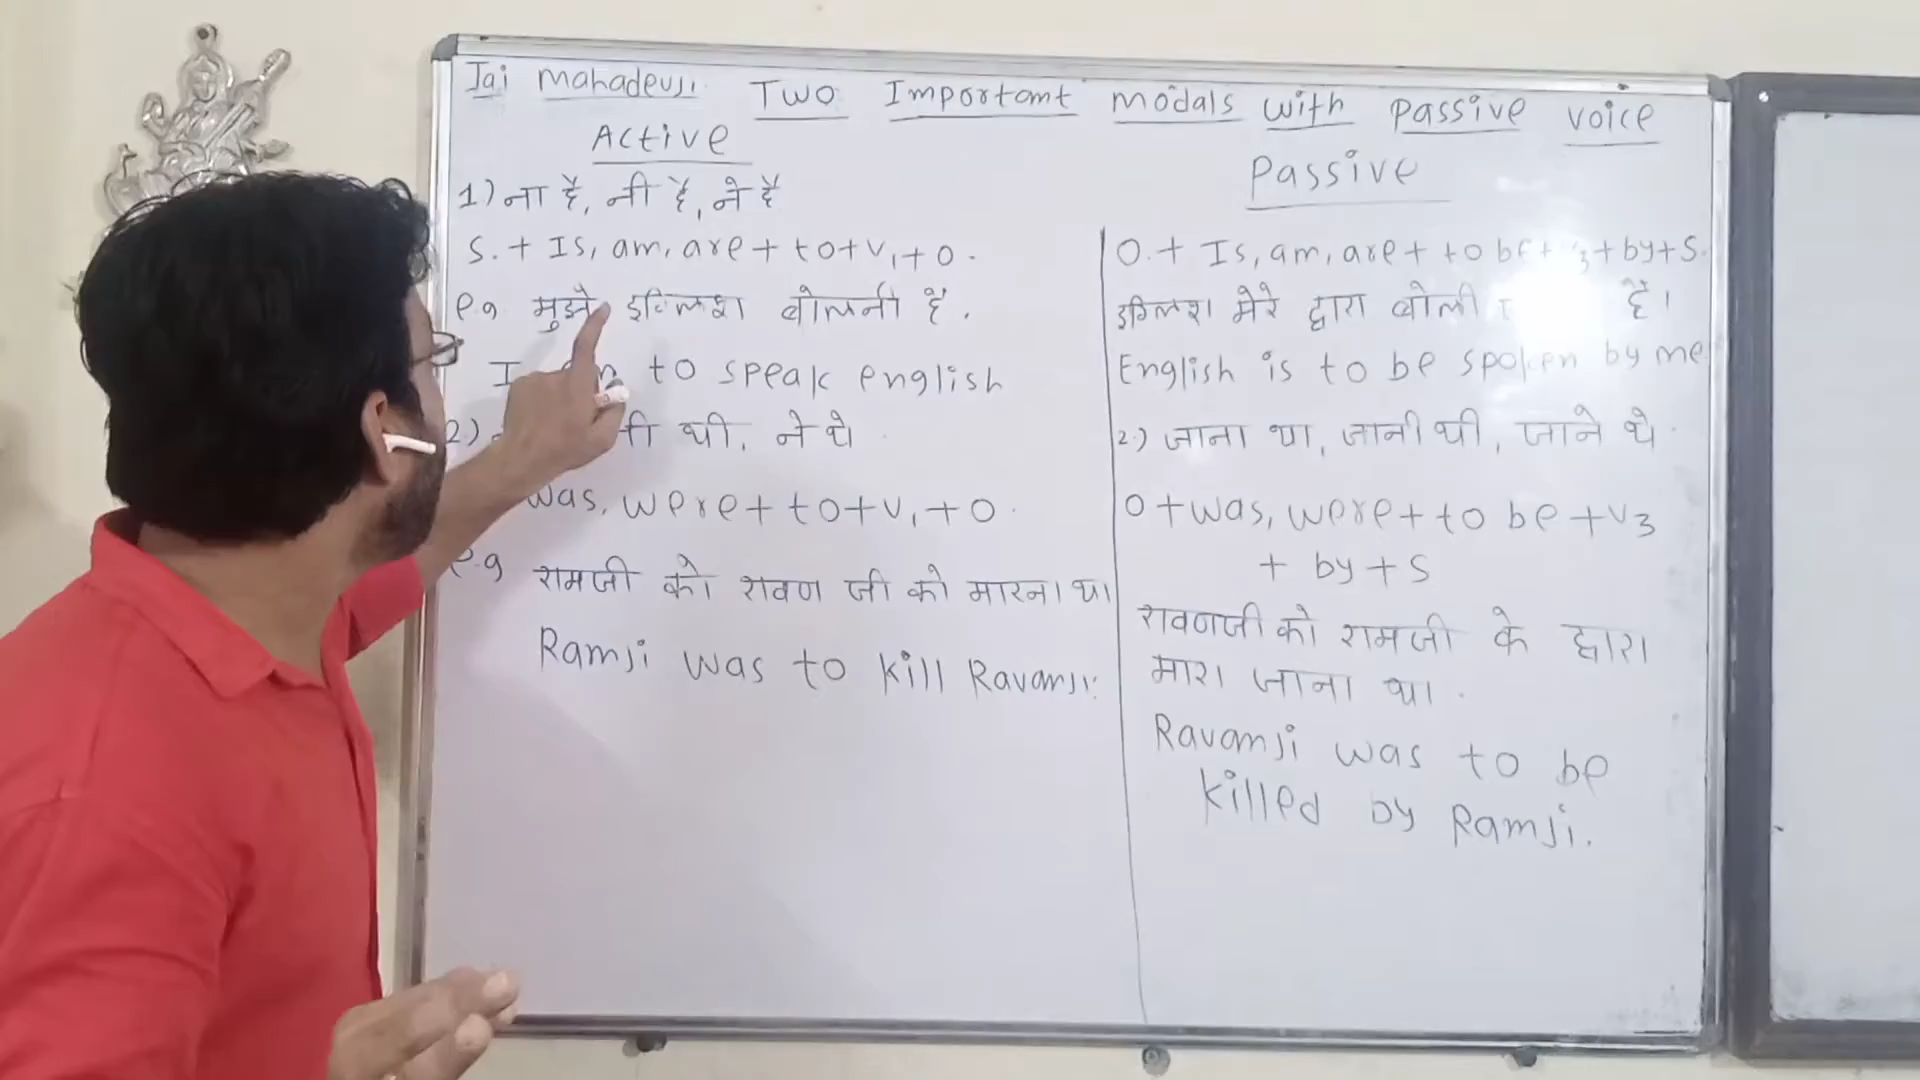 Jai mahadevji. Two Important modals with Passive voice
Active
1) ना है, नी है, ने है
S. + Is, am, are + to + v1 + o.
e.g मुझे इंग्लिश बोलनी है.
I to speak english
2.) नी थी, ने थे
was, were + to + v1 + o.
e.g रामजी को रावण जी को मारना था।
Ramji was to kill Ravanji.
Passive
O. + Is, am, are + to be + 3 + by + S.
इंग्लिश मेरे द्वारा बोली है।
English is to be spoken by me
2.) जाना था, जानी थी, जाने थे.
O + was, were + to be + v3
+ by + S
रावणजी को रामजी के द्वारा
मारा जाना था.
Ravanji was to be
killed by Ramji.